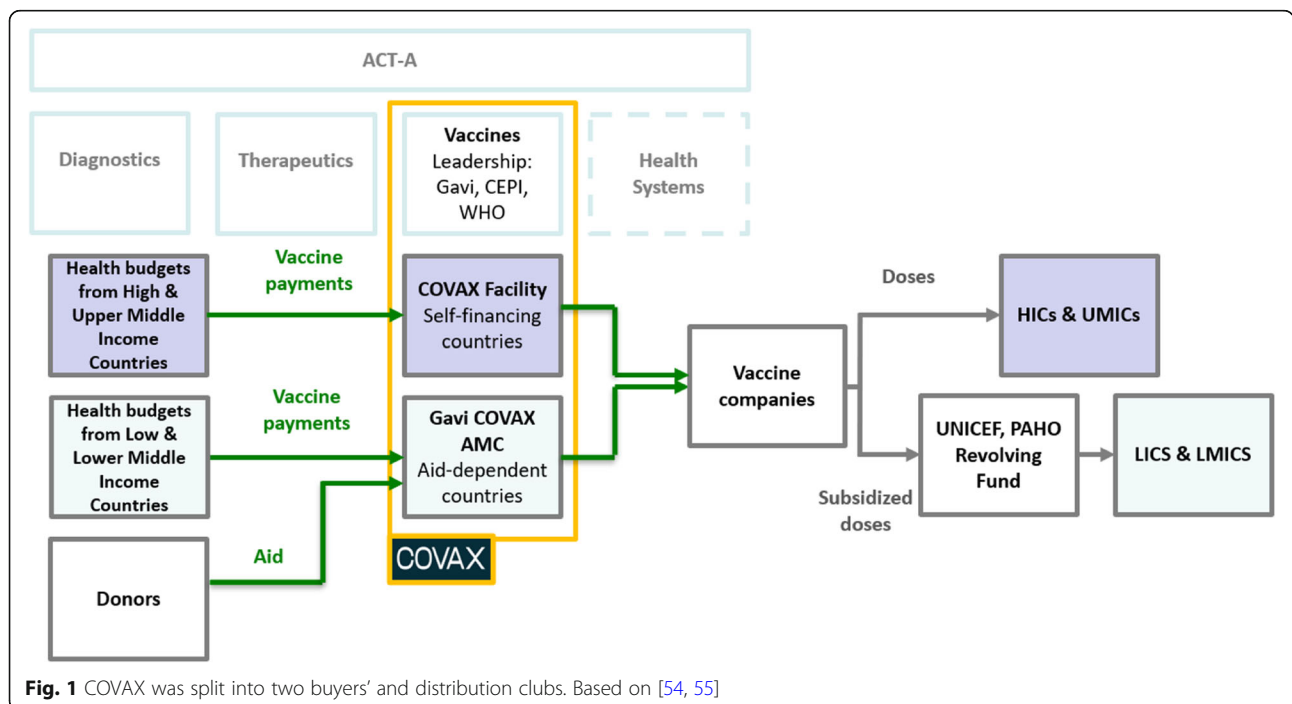 ACT-A
Diagnostics
Therapeutics
Vaccines
Leadership:
Gavi, CEPI,
WHO
Health
Systems
Health budgets
from High &
Upper Middle
Income
Countries
Vaccine
payments
COVAX Facility
Self-financing
countries
Doses
HICs & UMICs
Vaccine
companies
Health budgets
from Low &
Lower Middle
Income
Countries
Vaccine
payments
Gavi COVAX
AMC
Aid-dependent
countries
Subsidized
doses
UNICEF, PAHO
Revolving
Fund
LICS & LMICS
Donors
Aid
COVAX
Fig. 1 COVAX was split into two buyers’ and distribution clubs. Based on [54, 55]